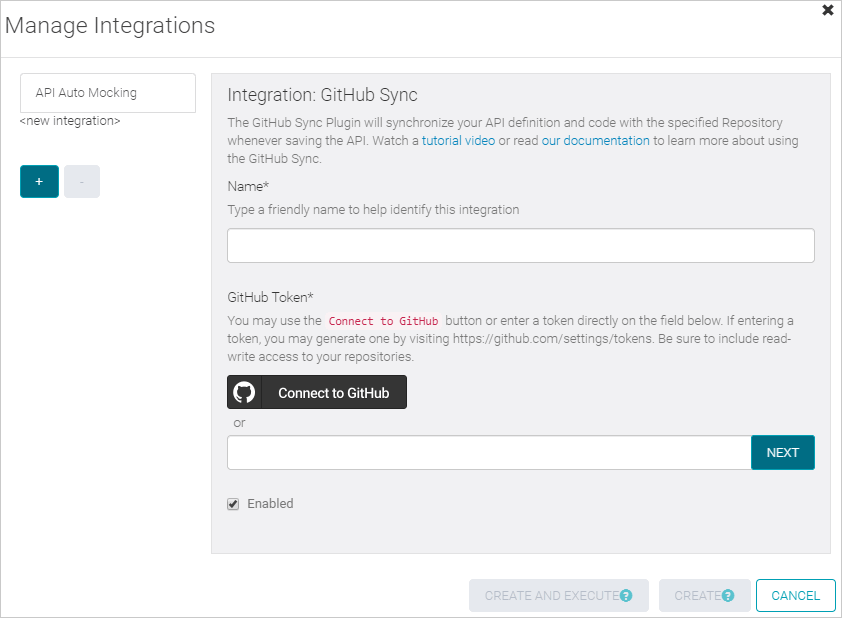 Manage Integrations
API Auto Mocking
<new integration>
+
-
Integration: GitHub Sync
The GitHub Sync Plugin will synchronize your API definition and code with the specified Repository
whenever saving the API. Watch a tutorial video or read our documentation to learn more about using
the GitHub Sync.
Name*
Type a friendly name to help identify this integration
GitHub Token*
You may use the Connect to GitHub button or enter a token directly on the field below. If entering a
token, you may generate one by visiting https://github.com/settings/tokens. Be sure to include read-
write access to your repositories.
Connect to GitHub
or
NEXT
Enabled
CREATE AND EXECUTE?
CREATE?
CANCEL